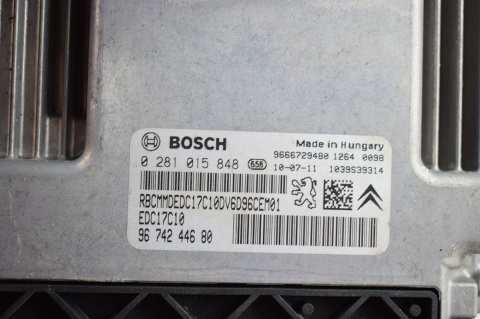 BOSCH
Made in Hungary
0 281 015 848 656
9666729480 1264 0098
10-07-11 1039S39314
RBCMMDEDC17C10DV6D96CEM01
EDC17C10
96 742 446 80